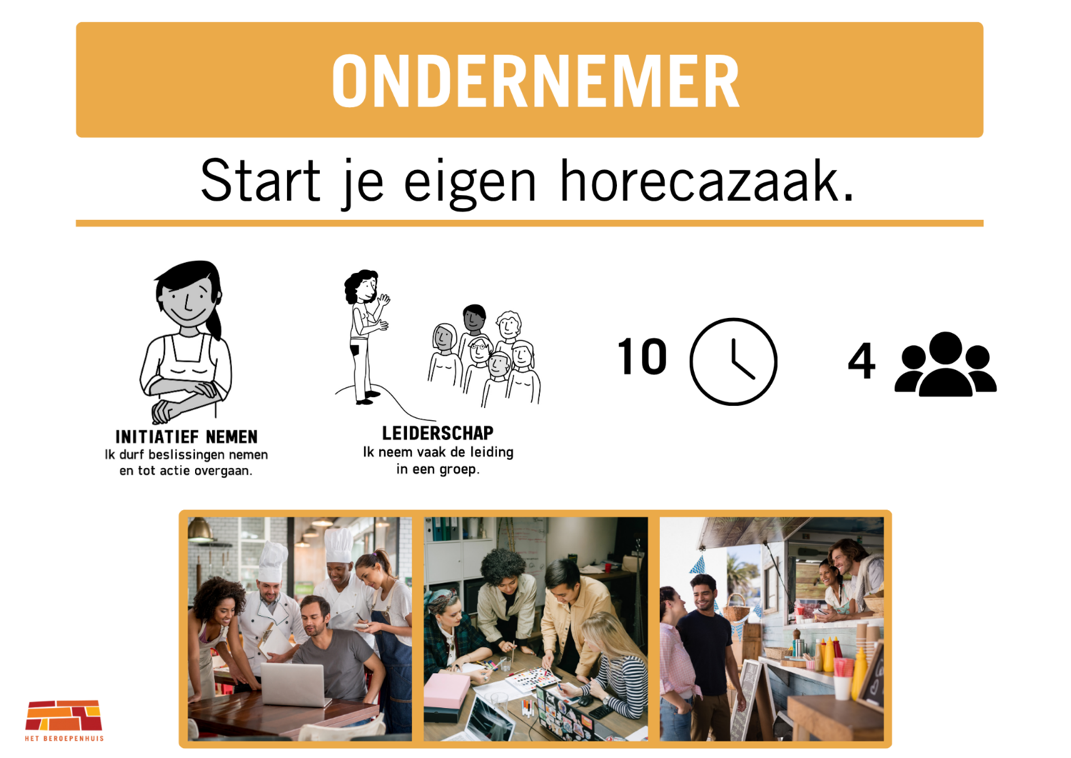 ONDERNEMER
Start je eigen horecazaak.
INITIATIEF NEMEN
Ik durf beslissingen nemen
en tot actie overgaan.
LEIDERSCHAP
Ik neem vaak de leiding
in een groep.
10
4
HET BEROEPENHUIS